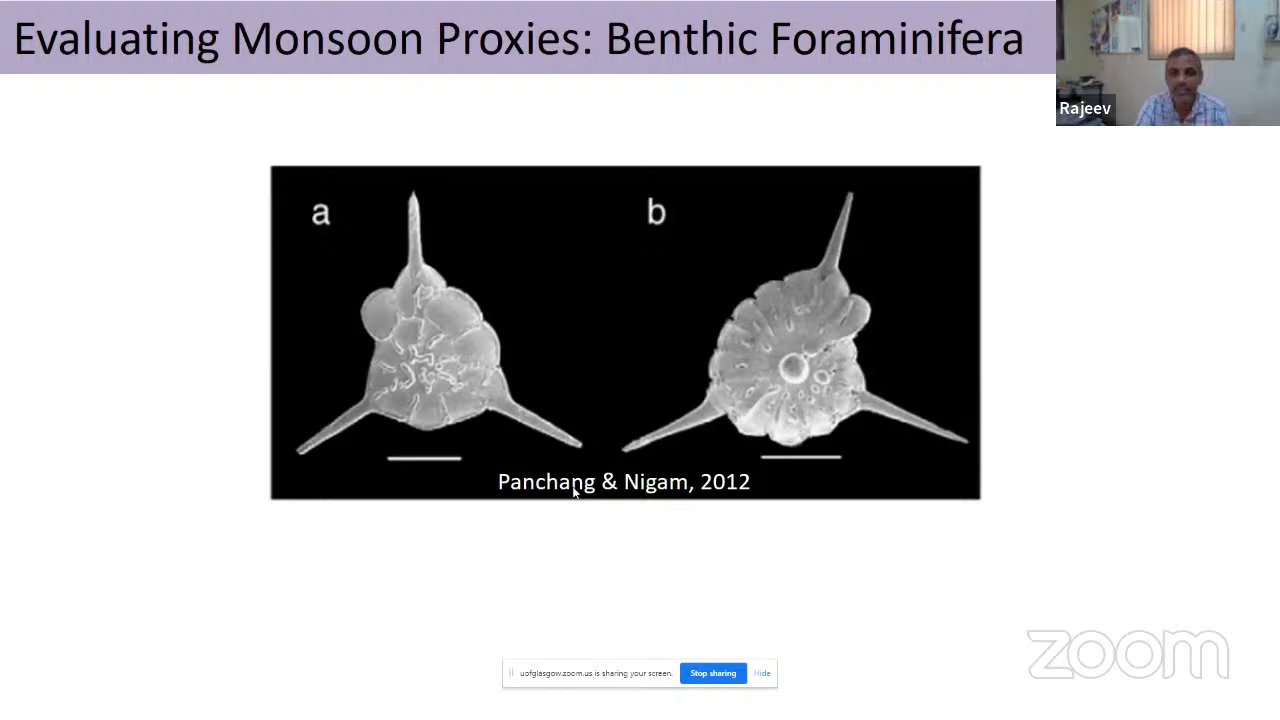 Evaluating Monsoon Proxies: Benthic Foraminifera
Rajeev
a
b
Panchang & Nigam, 2012
uofglasgow.zoom.us is sharing your screen.
Stop sharing
Hide
zoom